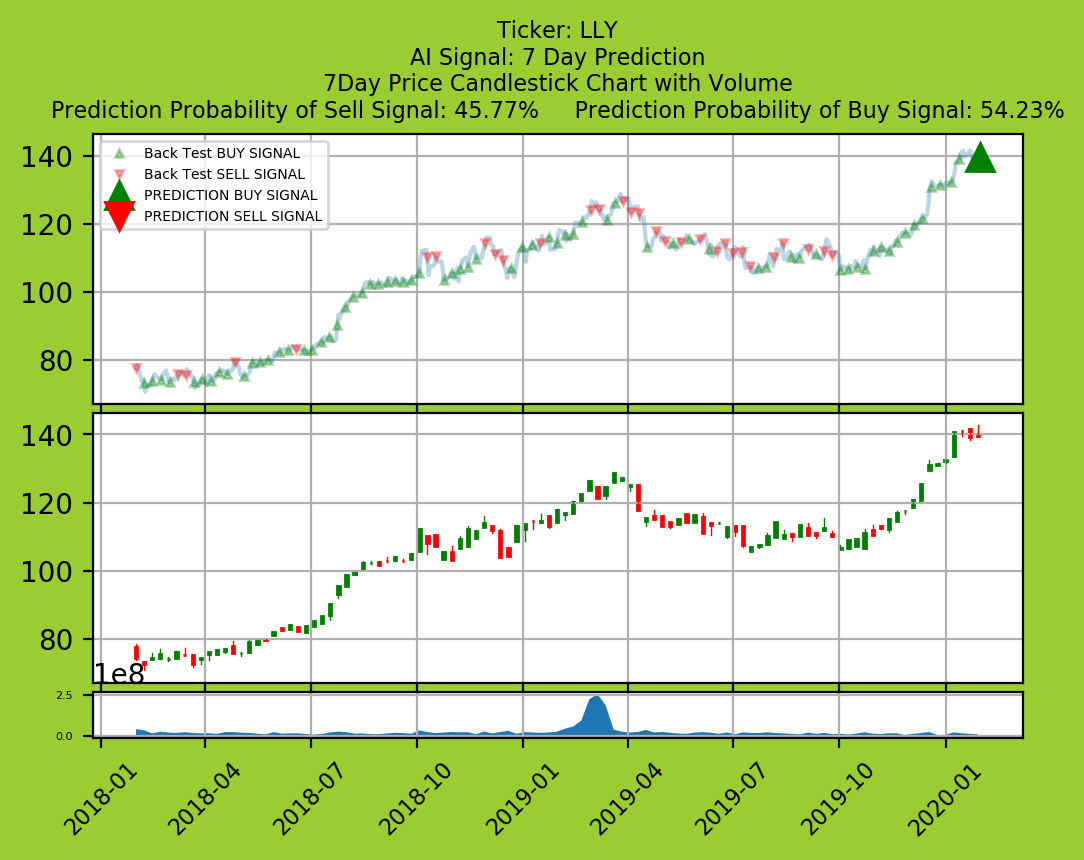 Ticker: LLY
AI Signal: 7 Day Prediction
7Day Price Candlestick Chart with Volume
Prediction Probability of Sell Signal: 45.77%     Prediction Probability of Buy Signal: 54.23%
Back Test BUY SIGNAL
Back Test SELL SIGNAL
PREDICTION BUY SIGNAL
PREDICTION SELL SIGNAL
140
120
100
80
140
120
100
80
1e8
2.5
0.0
2018-01 2018-04 2018-07 2018-10 2019-01 2019-04 2019-07 2019-10 2020-01